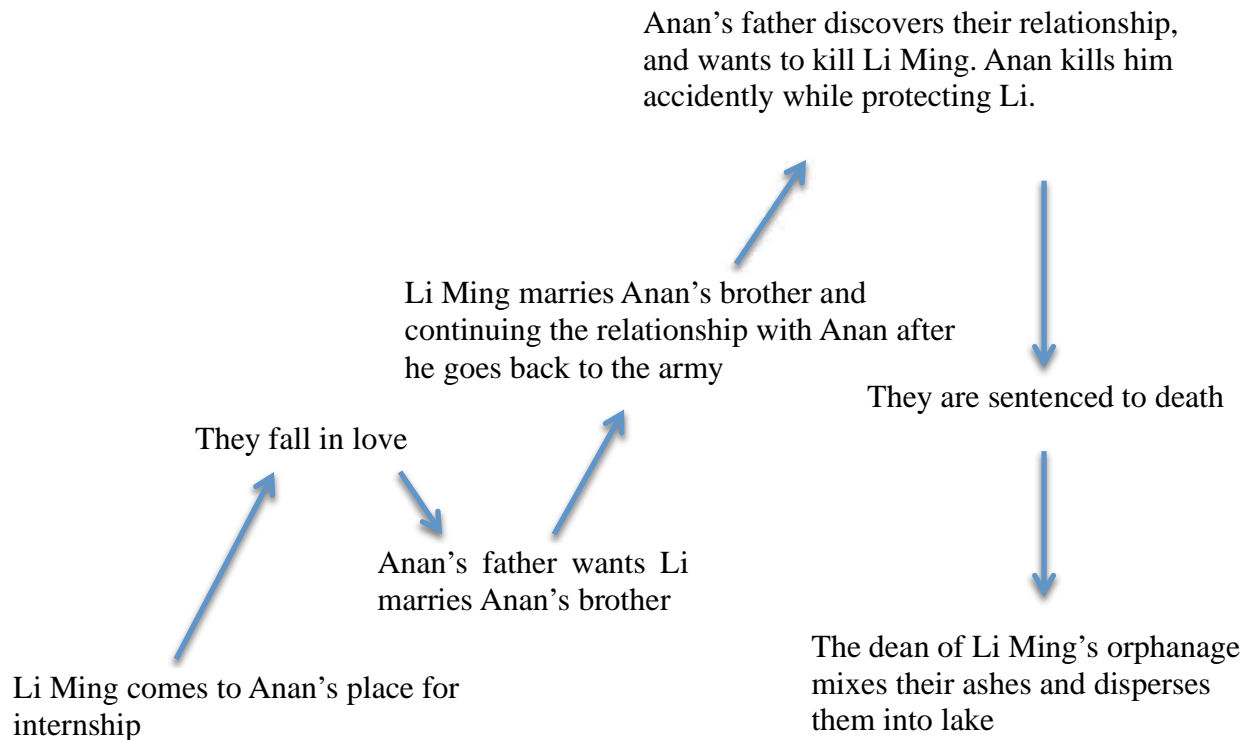 Anan’s father discovers their relationship,
and wants to kill Li Ming. Anan kills him
accidently while protecting Li.
Li Ming marries Anan’s brother and
continuing the relationship with Anan after
he goes back to the army
They are sentenced to death
They fall in love
Anan’s father wants Li
marries Anan’s brother
The dean of Li Ming’s orphanage
mixes their ashes and disperses
them into lake
Li Ming comes to Anan’s place for
internship